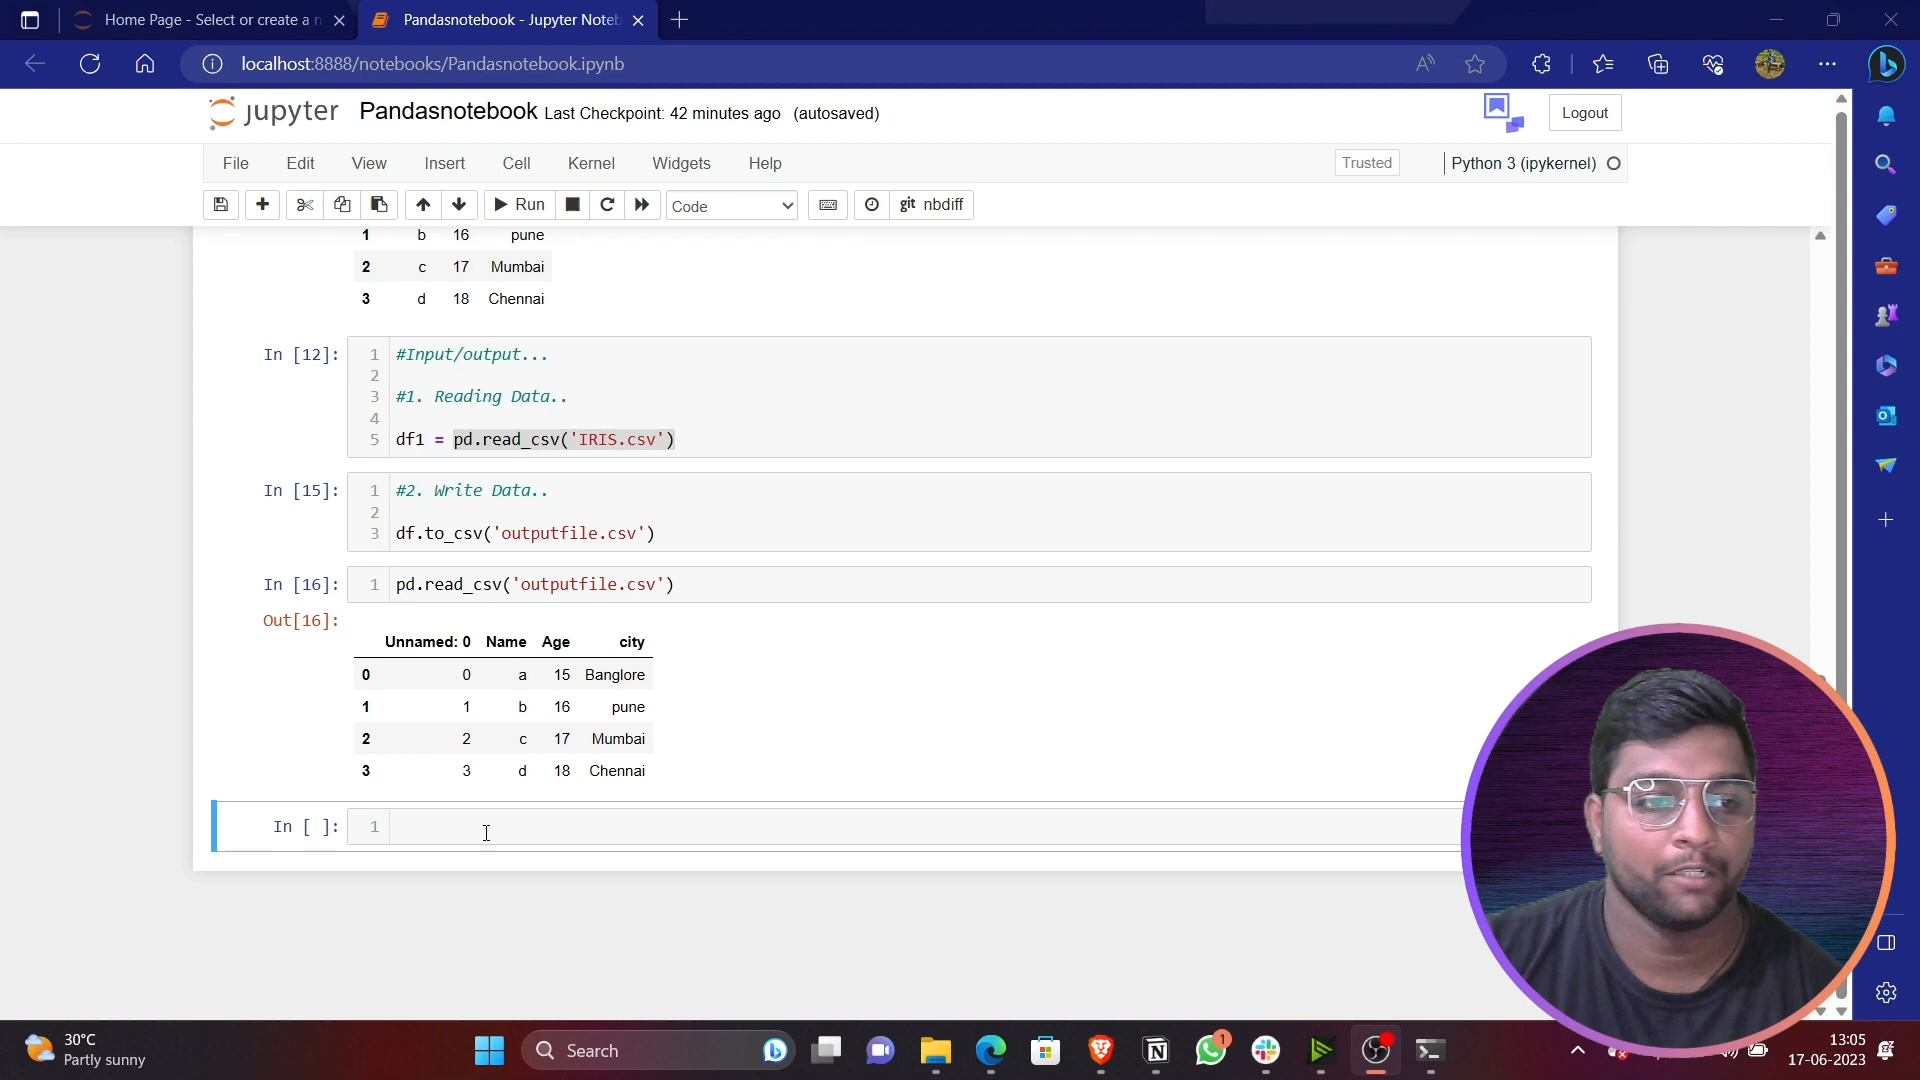 Home Page - Select or create a n
Pandasnotebook - Jupyter Noteb
localhost:8888/notebooks/Pandasnotebook.ipynb
jupyter Pandasnotebook Last Checkpoint: 42 minutes ago (autosaved)
Logout
File Edit View Insert Cell Kernel Widgets Help
Trusted
Python 3 (ipykernel)
Run
Code
git nbdiff
1 b 16 pune
2 c 17 Mumbai
3 d 18 Chennai
In [12]:
1 #Input/output...
2
3 #1. Reading Data..
4
5 df1 = pd.read_csv('IRIS.csv')
In [15]:
1 #2. Write Data..
2
3 df.to_csv('outputfile.csv')
In [16]:
1 pd.read_csv('outputfile.csv')
Out[16]:
Unnamed: 0 Name Age city
0 0 a 15 Banglore
1 1 b 16 pune
2 2 c 17 Mumbai
3 3 d 18 Chennai
In [ ]:
1
30°C
Partly sunny
Search
1
13:05
17-06-2023